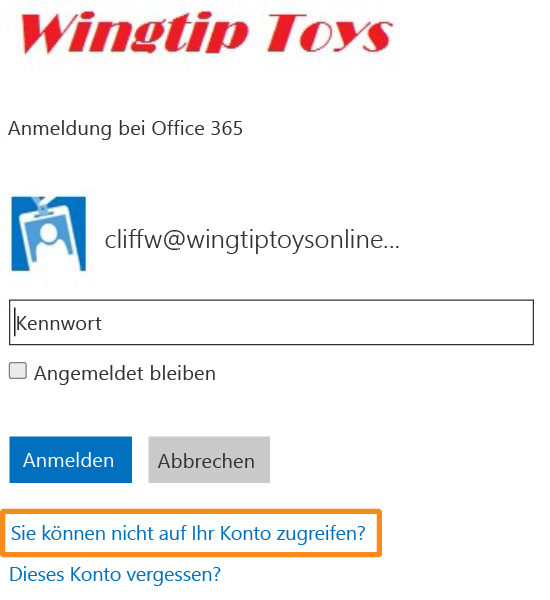 Wingtip Toys
Anmeldung bei Office 365
cliffw@wingtiptoysonline...
Kennwort
Angemeldet bleiben
Anmelden Abbrechen
Sie können nicht auf Ihr Konto zugreifen?
Dieses Konto vergessen?